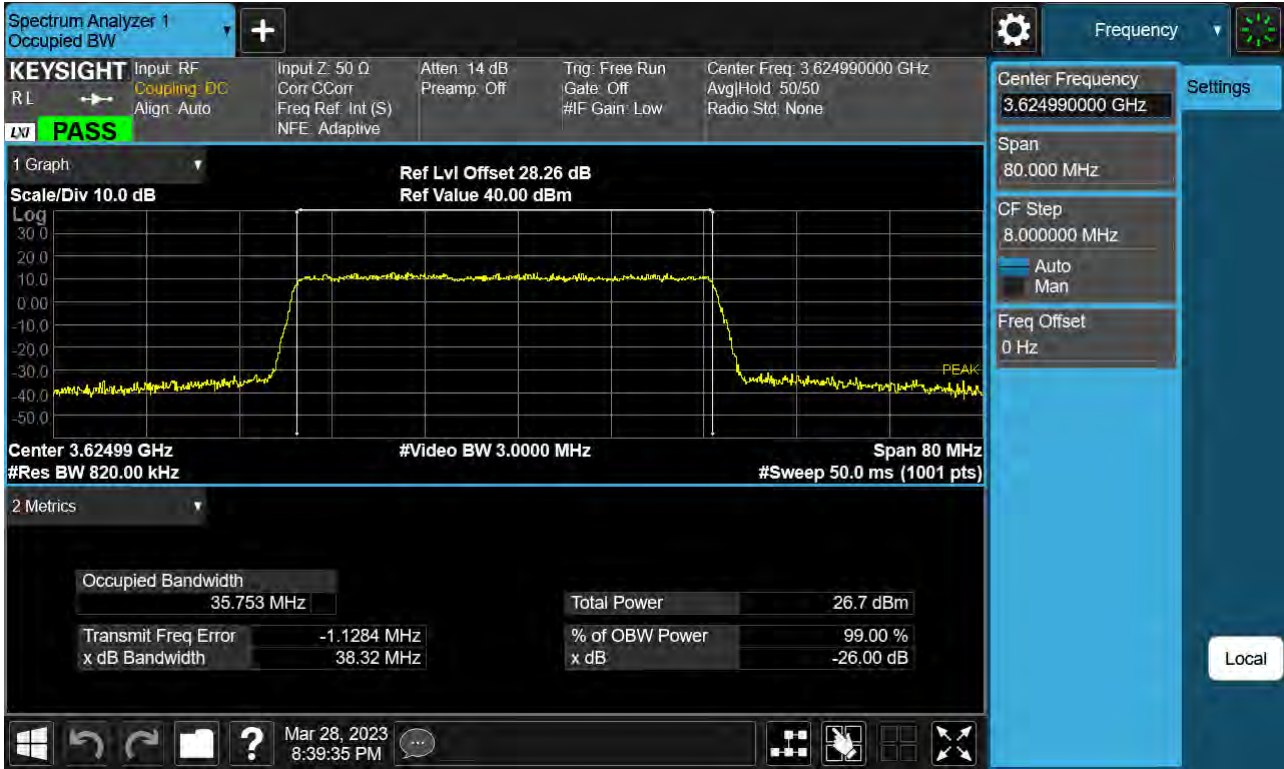 Spectrum Analyzer 1
Occupied BW
+
Frequency
KEYSIGHT
R L
LXI
PASS
Input: RF
Coupling: DC
Align: Auto
Input Z: 50 Ω
Corr CCorr
Freq Ref: Int (S)
NFE: Adaptive
Atten: 14 dB
Preamp: Off
Trig: Free Run
Gate: Off
#IF Gain: Low
Center Freq: 3.624990000 GHz
Avg|Hold: 50/50
Radio Std: None
Center Frequency
3.624990000 GHz
Settings
Span
80.000 MHz
CF Step
8.000000 MHz
Auto
Man
Freq Offset
0 Hz
Local
1 Graph
Scale/Div 10.0 dB
Ref Lvl Offset 28.26 dB
Ref Value 40.00 dBm
Log
30.0
20.0
10.0
0.00
-10.0
-20.0
-30.0
-40.0
-50.0
PEAK
Center 3.62499 GHz
#Video BW 3.0000 MHz
Span 80 MHz
#Res BW 820.00 kHz
#Sweep 50.0 ms (1001 pts)
2 Metrics
Occupied Bandwidth
35.753 MHz
Total Power 26.7 dBm
Transmit Freq Error -1.1284 MHz
% of OBW Power 99.00 %
x dB Bandwidth 38.32 MHz
x dB -26.00 dB
?
Mar 28, 2023
8:39:35 PM